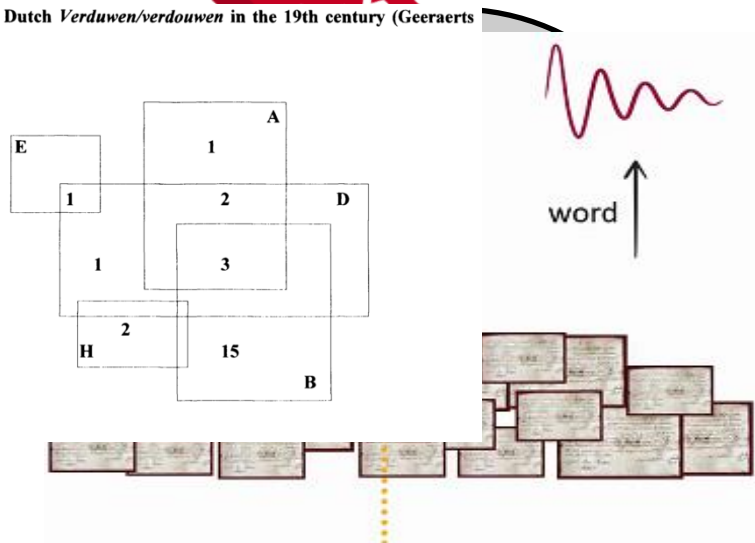 Dutch Verduwen/verdouwen in the 19th century (Geeraerts
A
1
E
1
2
D
word
1
3
2
H
15
B